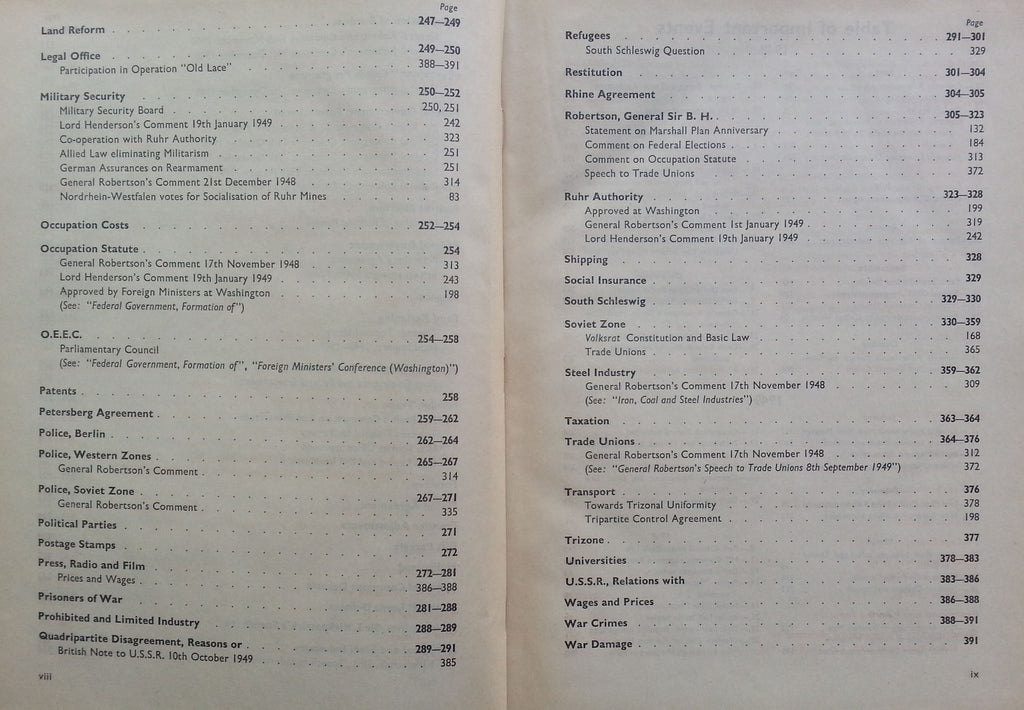 Page
Land Reform . . . . . . . . . . . . . . . . 247—249
Legal Office . . . . . . . . . . . . . . . . 249—250
Participation in Operation "Old Lace" . . . . . . . . . . 388—391
Military Security . . . . . . . . . . . . . . . 250—252
Military Security Board . . . . . . . . . . . . . 250, 251
Lord Henderson's Comment 19th January 1949 . . . . . . . . 242
Co-operation with Ruhr Authority . . . . . . . . . . . 323
Allied Law eliminating Militarism . . . . . . . . . . . 251
German Assurances on Rearmament . . . . . . . . . . 251
General Robertson's Comment 21st December 1948 . . . . . . . 314
Nordrhein-Westfalen votes for Socialisation of Ruhr Mines . . . . . . 83
Occupation Costs . . . . . . . . . . . . . . . 252—254
Occupation Statute . . . . . . . . . . . . . . . 254
General Robertson's Comment 17th November 1948 . . . . . . . 313
Lord Henderson's Comment 19th January 1949 . . . . . . . . 243
Approved by Foreign Ministers at Washington . . . . . . . . 198
(See: "Federal Government, Formation of")
O.E.E.C. . . . . . . . . . . . . . . . . . 254—258
Parliamentary Council
(See: "Federal Government, Formation of", "Foreign Ministers' Conference (Washington)")
Patents . . . . . . . . . . . . . . . . . . 258
Petersberg Agreement . . . . . . . . . . . . . . 259—262
Police, Berlin . . . . . . . . . . . . . . . . 262—264
Police, Western Zones . . . . . . . . . . . . . . 265—267
General Robertson's Comment . . . . . . . . . . . . 314
Police, Soviet Zone . . . . . . . . . . . . . . . 267—271
General Robertson's Comment . . . . . . . . . . . . 335
Political Parties . . . . . . . . . . . . . . . . 271
Postage Stamps . . . . . . . . . . . . . . . . 272
Press, Radio and Film . . . . . . . . . . . . . . 272—281
Prices and Wages . . . . . . . . . . . . . . . 386—388
Prisoners of War . . . . . . . . . . . . . . . 281—288
Prohibited and Limited Industry . . . . . . . . . . . 288—289
Quadripartite Disagreement, Reasons or . . . . . . . . . 289—291
British Note to U.S.S.R. 10th October 1949 . . . . . . . . . 385
viii
Page
Refugees . . . . . . . . . . . . . . . . . 291—301
South Schleswig Question . . . . . . . . . . . . . 329
Restitution . . . . . . . . . . . . . . . . 301—304
Rhine Agreement . . . . . . . . . . . . . . . 304—305
Robertson, General Sir B. H. . . . . . . . . . . . . 305—323
Statement on Marshall Plan Anniversary . . . . . . . . . 132
Comment on Federal Elections . . . . . . . . . . . . 184
Comment on Occupation Statute . . . . . . . . . . . 313
Speech to Trade Unions . . . . . . . . . . . . . 372
Ruhr Authority . . . . . . . . . . . . . . . 323—328
Approved at Washington . . . . . . . . . . . . . 199
General Robertson's Comment 1st January 1949 . . . . . . . . 319
Lord Henderson's Comment 19th January 1949 . . . . . . . . 242
Shipping . . . . . . . . . . . . . . . . . 328
Social Insurance . . . . . . . . . . . . . . . 329
South Schleswig . . . . . . . . . . . . . . . 329—330
Soviet Zone . . . . . . . . . . . . . . . . 330—359
Volksrat Constitution and Basic Law . . . . . . . . . . 168
Trade Unions . . . . . . . . . . . . . . . . 365
Steel Industry . . . . . . . . . . . . . . . 359—362
General Robertson's Comment 17th November 1948 . . . . . . . 309
(See: "Iron, Coal and Steel Industries")
Taxation . . . . . . . . . . . . . . . . . 363—364
Trade Unions . . . . . . . . . . . . . . . . 364—376
General Robertson's Comment 17th November 1948 . . . . . . . 312
(See: "General Robertson's Speech to Trade Unions 8th September 1949") 372
Transport . . . . . . . . . . . . . . . . . 376
Towards Trizonal Uniformity . . . . . . . . . . . . 378
Tripartite Control Agreement . . . . . . . . . . . . 198
Trizone . . . . . . . . . . . . . . . . . 377
Universities . . . . . . . . . . . . . . . . 378—383
U.S.S.R., Relations with . . . . . . . . . . . . . 383—386
Wages and Prices . . . . . . . . . . . . . . . 386—388
War Crimes . . . . . . . . . . . . . . . . 388—391
War Damage . . . . . . . . . . . . . . . . 391
ix